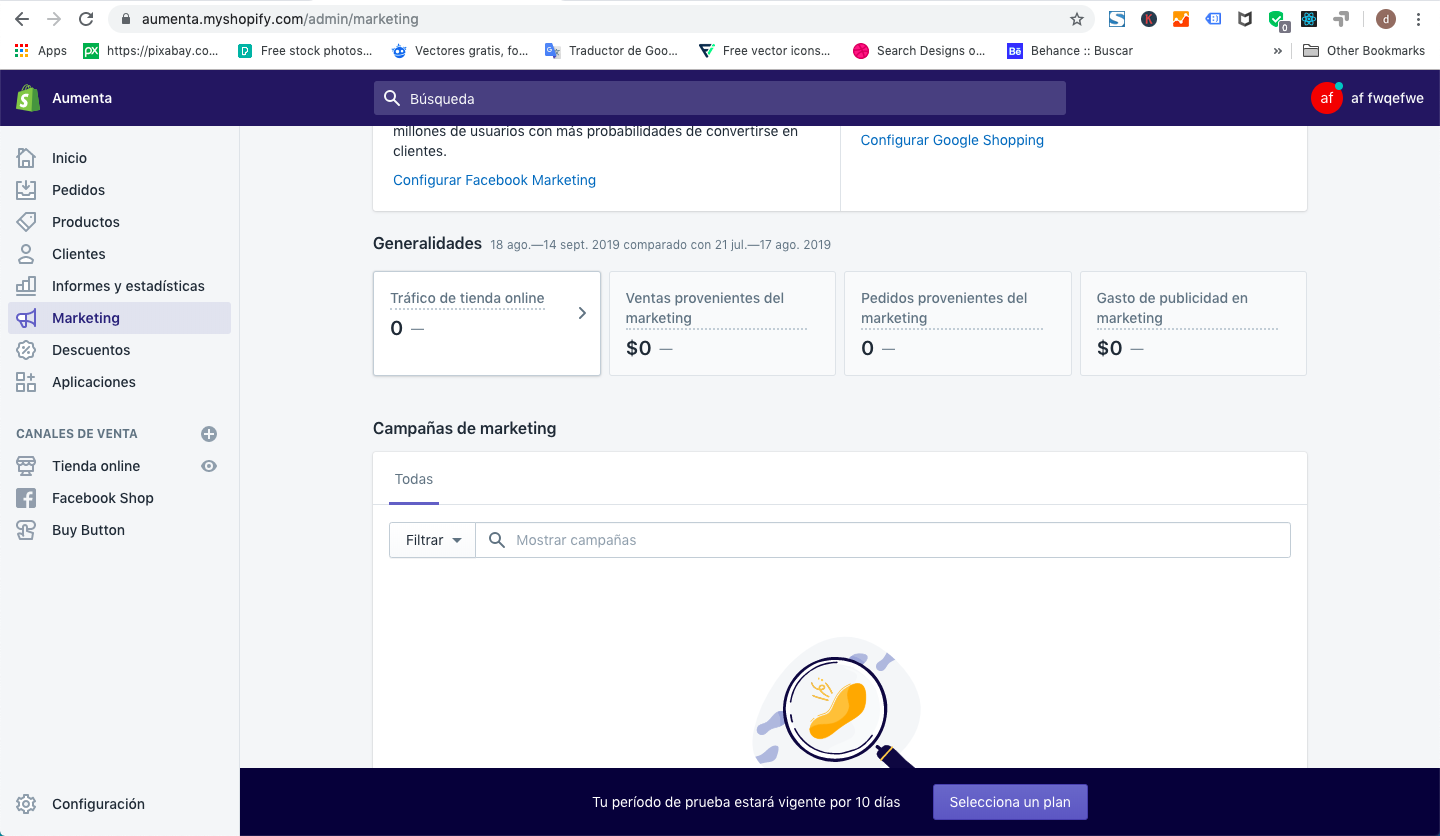 aumenta.myshopify.com/admin/marketing
0
d
Apps
https://pixabay.co...
Free stock photos...
Vectores gratis, fo...
Traductor de Goo...
Free vector icons...
Search Designs o...
Behance :: Buscar
»
Other Bookmarks
Aumenta
Búsqueda
af
af fwqefwe
Inicio
Pedidos
Productos
Clientes
Informes y estadísticas
Marketing
Descuentos
Aplicaciones
CANALES DE VENTA
Tienda online
Facebook Shop
Buy Button
Configuración
millones de usuarios con más probabilidades de convertirse en
clientes.
Configurar Facebook Marketing
Configurar Google Shopping
Generalidades 18 ago.—14 sept. 2019 comparado con 21 jul.—17 ago. 2019
Tráfico de tienda online
0 —
Ventas provenientes del
marketing
$0 —
Pedidos provenientes del
marketing
0 —
Gasto de publicidad en
marketing
$0 —
Campañas de marketing
Todas
Filtrar
Mostrar campañas
Tu período de prueba estará vigente por 10 días
Selecciona un plan